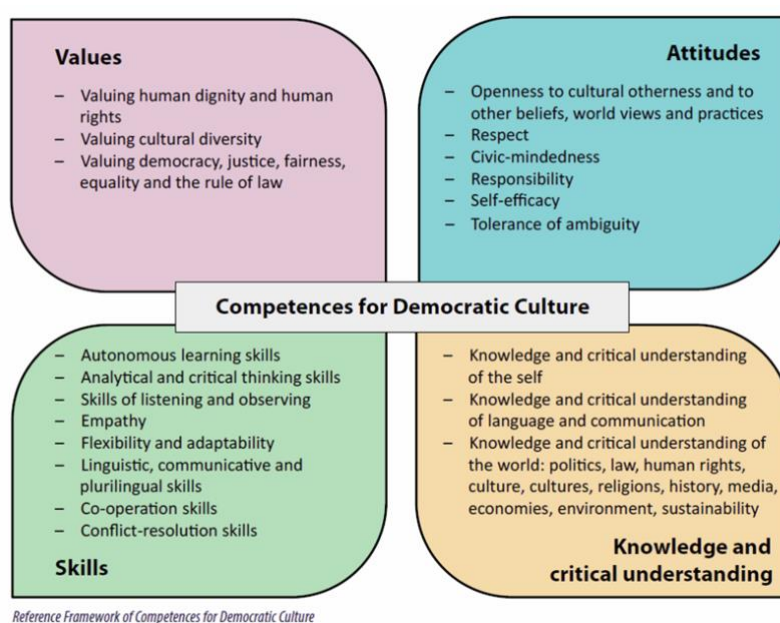 Values
– Valuing human dignity and human
rights
– Valuing cultural diversity
– Valuing democracy, justice, fairness,
equality and the rule of law
Attitudes
– Openness to cultural otherness and to
other beliefs, world views and practices
– Respect
– Civic-mindedness
– Responsibility
– Self-efficacy
– Tolerance of ambiguity
Competences for Democratic Culture
– Autonomous learning skills
– Analytical and critical thinking skills
– Skills of listening and observing
– Empathy
– Flexibility and adaptability
– Linguistic, communicative and
plurilingual skills
– Co-operation skills
– Conflict-resolution skills
Skills
– Knowledge and critical understanding
of the self
– Knowledge and critical understanding
of language and communication
– Knowledge and critical understanding of
the world: politics, law, human rights,
culture, cultures, religions, history, media,
economies, environment, sustainability
Knowledge and
critical understanding
Reference Framework of Competences for Democratic Culture